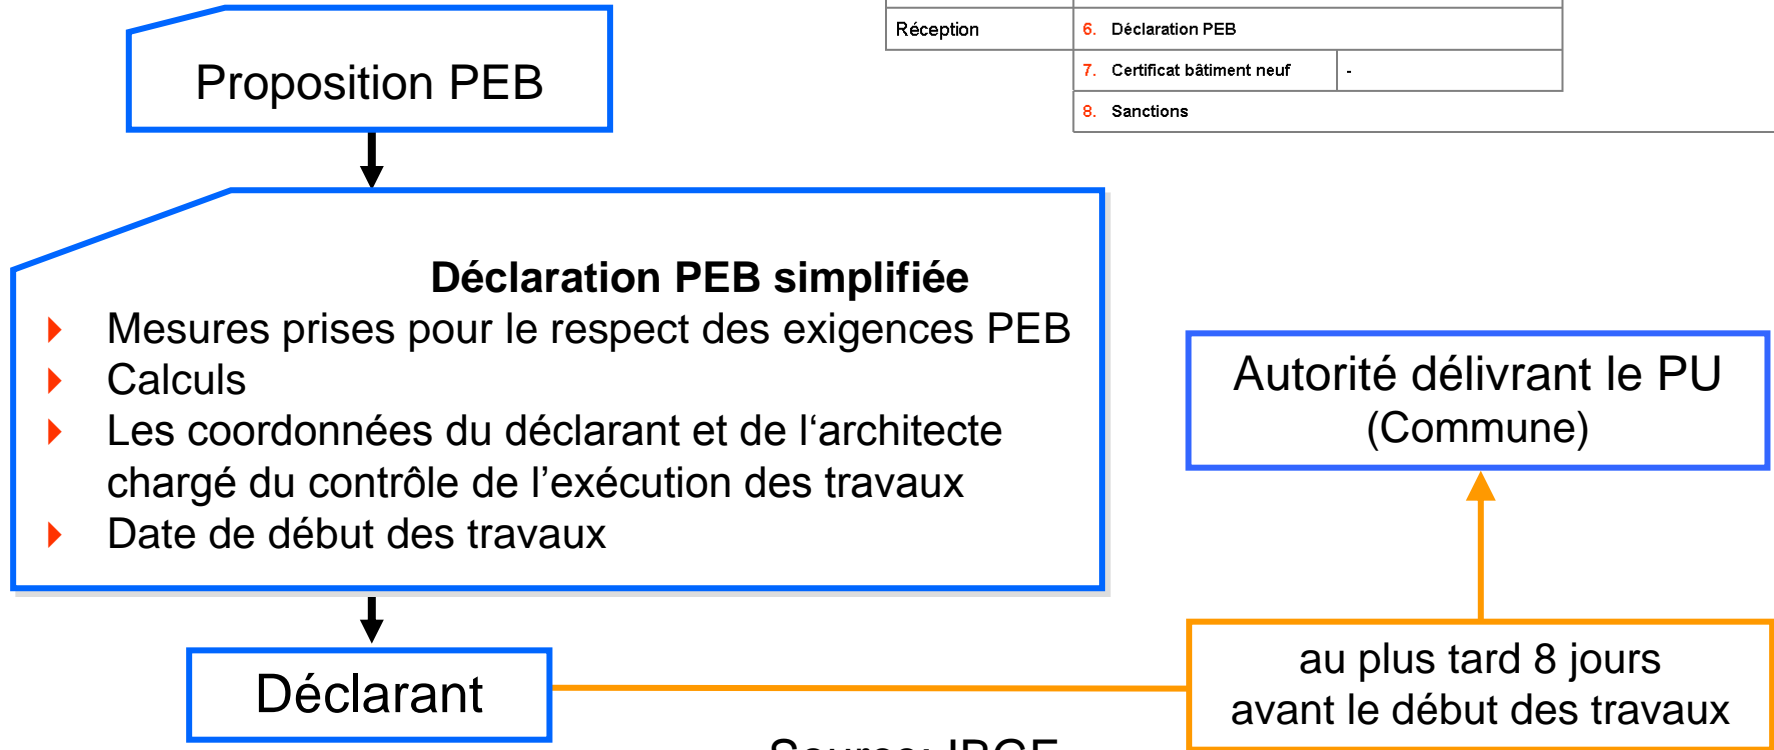 Réception
6. Déclaration PEB
7. Certificat bâtiment neuf -
8. Sanctions
Proposition PEB
Déclaration PEB simplifiée
Mesures prises pour le respect des exigences PEB
Calculs
Les coordonnées du déclarant et de l‘architecte
chargé du contrôle de l’exécution des travaux
Date de début des travaux
Autorité délivrant le PU
(Commune)
Déclarant
au plus tard 8 jours
avant le début des travaux
Source: IBGE